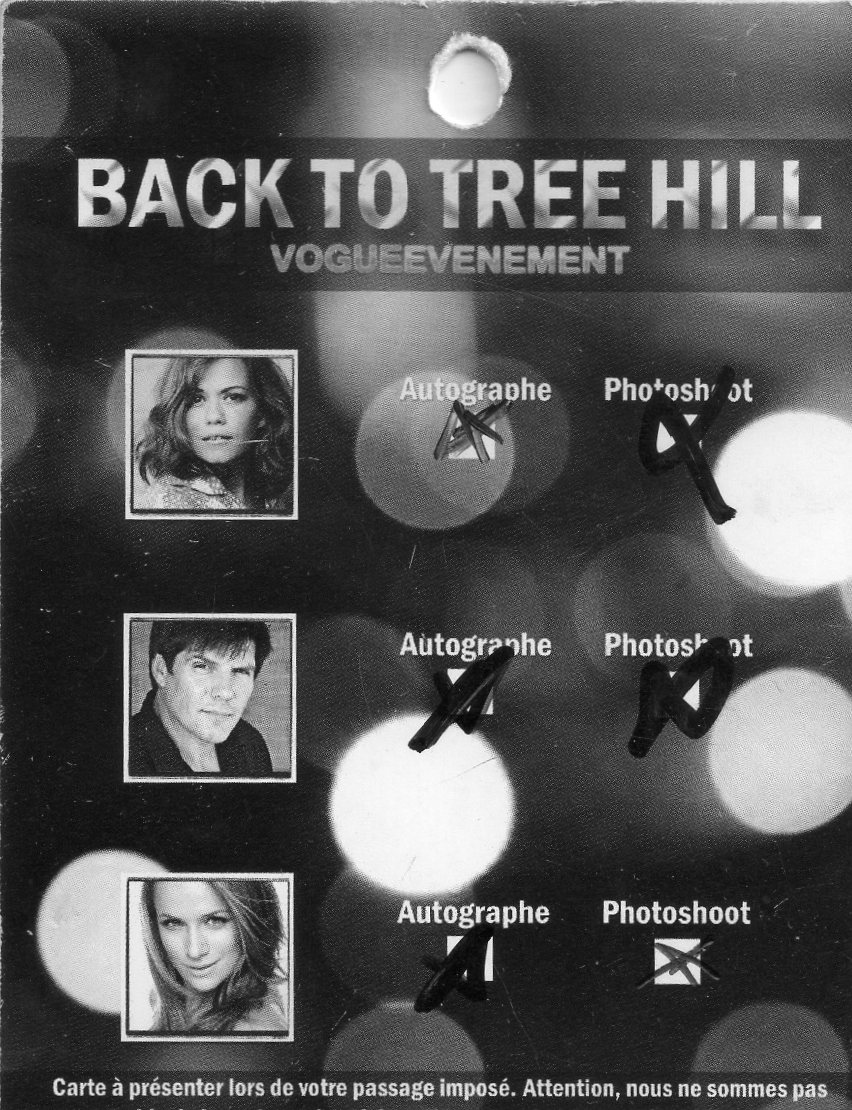 BACK TO TREE HILL
VOGUEEVENEMENT
Autographe Photoshoot
Autographe Photoshoot
Autographe Photoshoot
Carte à présenter lors de votre passage imposé. Attention, nous ne sommes pas